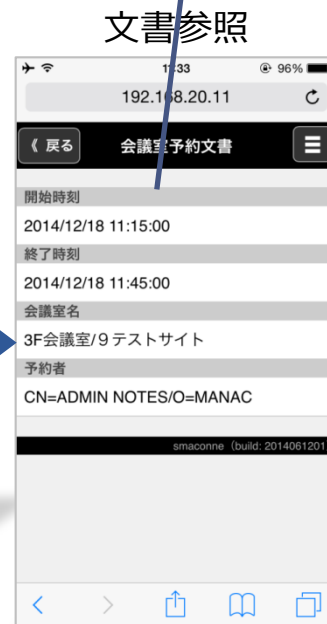 文書参照
11:33
96%
192.168.20.11
《 戻る
会議室予約文書
開始時刻
2014/12/18 11:15:00
終了時刻
2014/12/18 11:45:00
会議室名
3F会議室/９テストサイト
予約者
CN=ADMIN NOTES/O=MANAC
smaconne（build: 2014061201